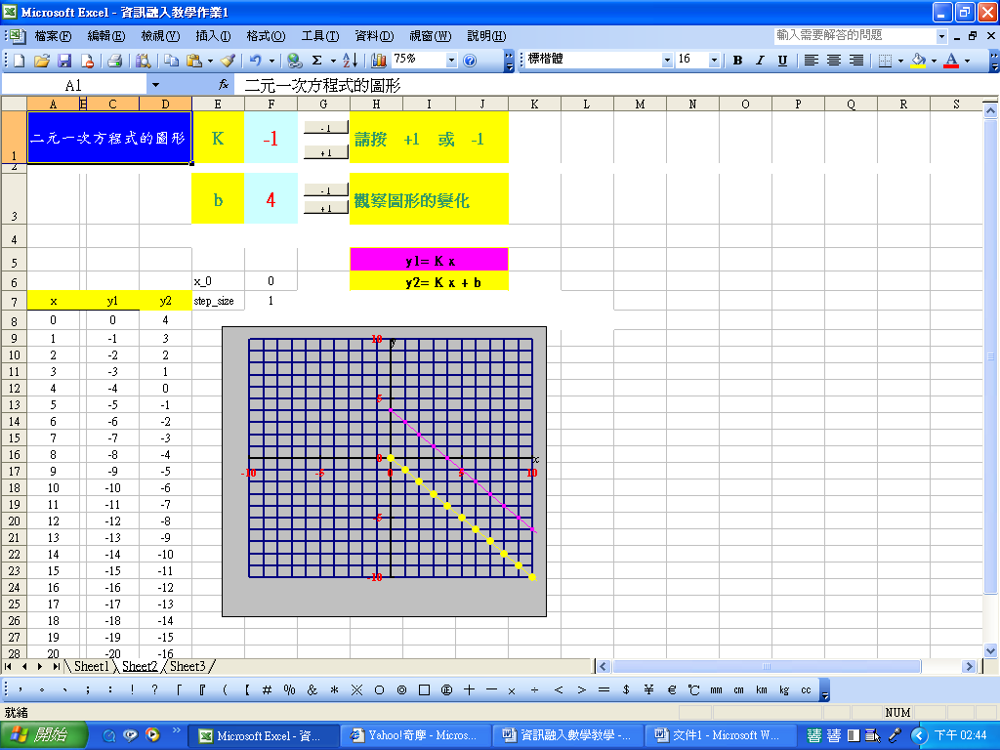 Microsoft Excel - 資訊融入教學作業1
檔案(F) 編輯(E) 檢視(V) 插入(I) 格式(O) 工具(T) 資料(D) 視窗(W) 說明(H) 輸入需要解答的問題
75% 標楷體 16 B I U
A1 fx 二元一次方程式的圖形
A B C D E F G H I J K L M N O P Q R S
1 二元一次方程式的圖形 K -1 -1 請按 +1 或 -1
+1
2
3 b 4 -1 觀察圖形的變化
+1
4
5 y1= K x
6 x_0 0 y2= K x + b
7 x y1 y2 step_size 1
8 0 0 4
9 1 -1 3
10 2 -2 2
11 3 -3 1
12 4 -4 0
13 5 -5 -1
14 6 -6 -2
15 7 -7 -3
16 8 -8 -4
17 9 -9 -5
18 10 -10 -6
19 11 -11 -7
20 12 -12 -8
21 13 -13 -9
22 14 -14 -10
23 15 -15 -11
24 16 -16 -12
25 17 -17 -13
26 18 -18 -14
27 19 -19 -15
28 20 -20 -16
10 y
5
0 x
-10 -5 0 5 10
-5
-10
Sheet1 Sheet2 Sheet3
, 。 、 ; : ! ? 「 『 ( 【 # % & * ※ ○ ◎ □ ㊣ + - × ÷ < > = $ ¥ € ℃ mm cm km kg cc
就緒 NUM
開始 Microsoft Excel - 資... Yahoo!奇摩 - Micros... 資訊融入數學教學 -... 文件1 - Microsoft W... 下午 02:44